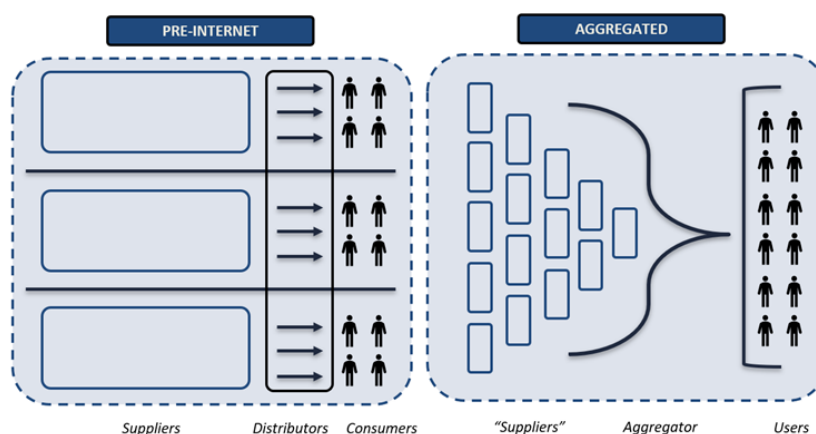 PRE-INTERNET
AGGREGATED
Suppliers
Distributors
Consumers
“Suppliers”
Aggregator
Users